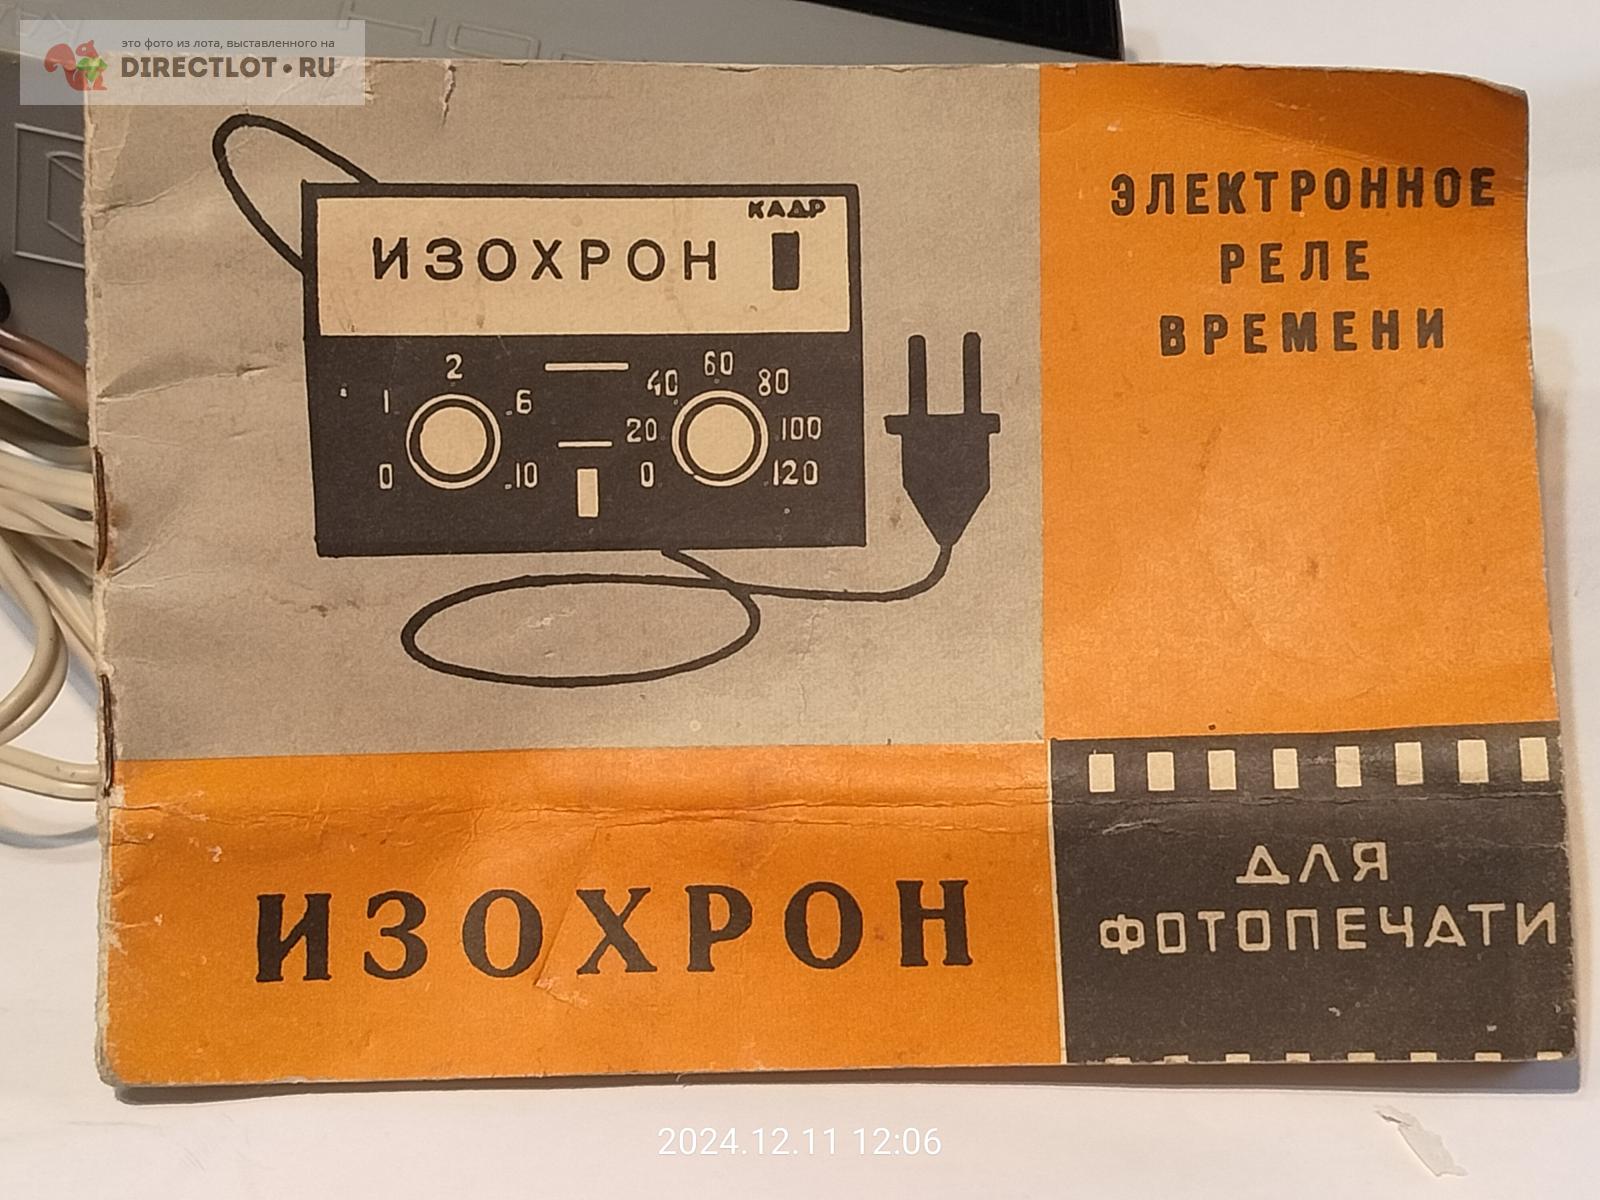 это фото из лота, выставленного на
DIRECTLOT.RU
КАДР
ИЗОХРОН
0 1 2 6 10
0 20 40 60 80 100 120
ЭЛЕКТРОННОЕ
РЕЛЕ
ВРЕМЕНИ
ИЗОХРОН
ДЛЯ
ФОТОПЕЧАТИ
2024.12.11 12:06